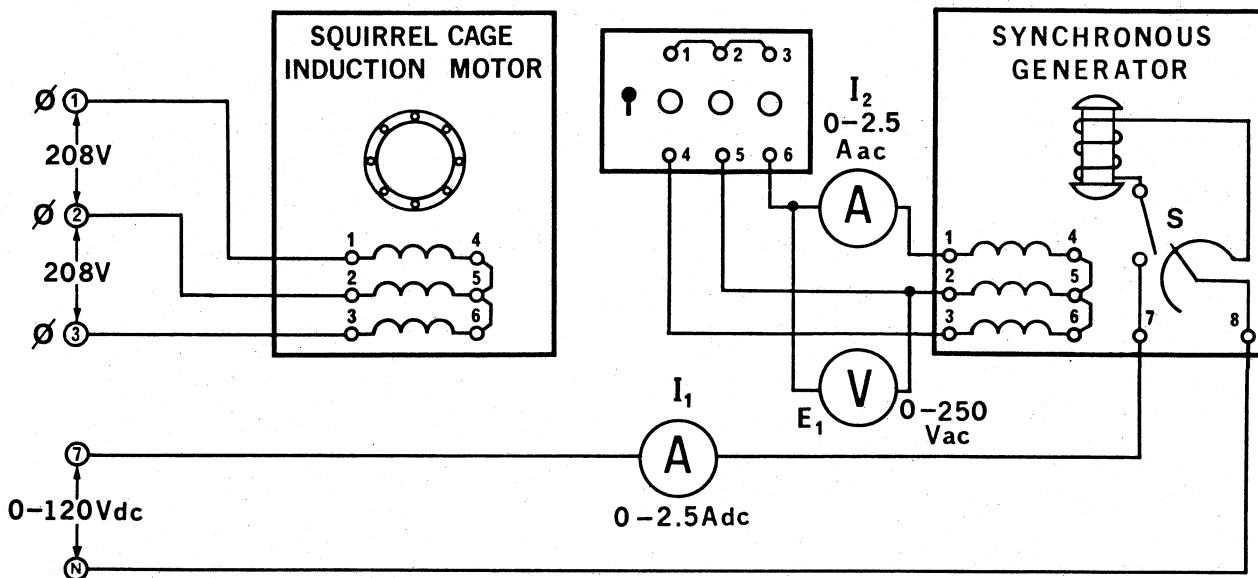 SQUIRREL CAGE
INDUCTION MOTOR
SYNCHRONOUS
GENERATOR
1 2 3
4 5 6
I₂
0-2.5
Aac
A
Ø 1
208V
Ø 2
208V
Ø 3
1 4
2 5
3 6
S
1 4
2 5
3 6
7 8
V
E₁
0-250
Vac
I₁
A
0-2.5Adc
7
0-120Vdc
N